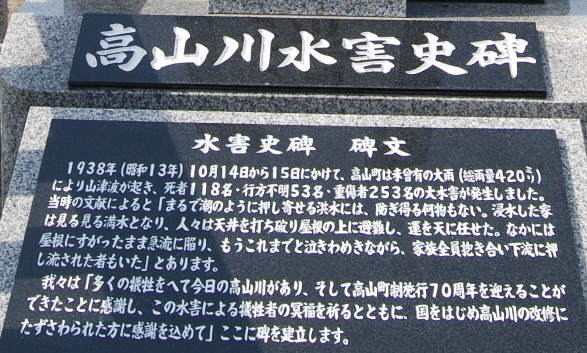 高山川水害史碑
水害史碑 碑文
1938年(昭和13年)10月14日から15日にかけて、高山町は未曽有の大雨(総雨量420ミリ)
により山津波が起き、死者118名・行方不明53名・重傷者253名の大水害が発生しました。
当時の文献によると「まるで潮のように押し寄せる洪水には、防ぎ得る何物もない。浸水した家
は見る見る満水となり、人々は天井を打ち破り屋根の上に避難し、運を天に任せた。なかには
屋根にすがったまま急流に陥り、もうこれまでと泣きわめきながら、家族全員抱き合い下流に押
し流された者もいた」とあります。
我々は「多くの犠牲をへて今日の高山川があり、そして高山町制施行70周年を迎えることが
できたことに感謝し、この水害による犠牲者の冥福を祈るとともに、国をはじめ高山川の改修に
たずさわられた方に感謝を込めて」ここに碑を建立します。